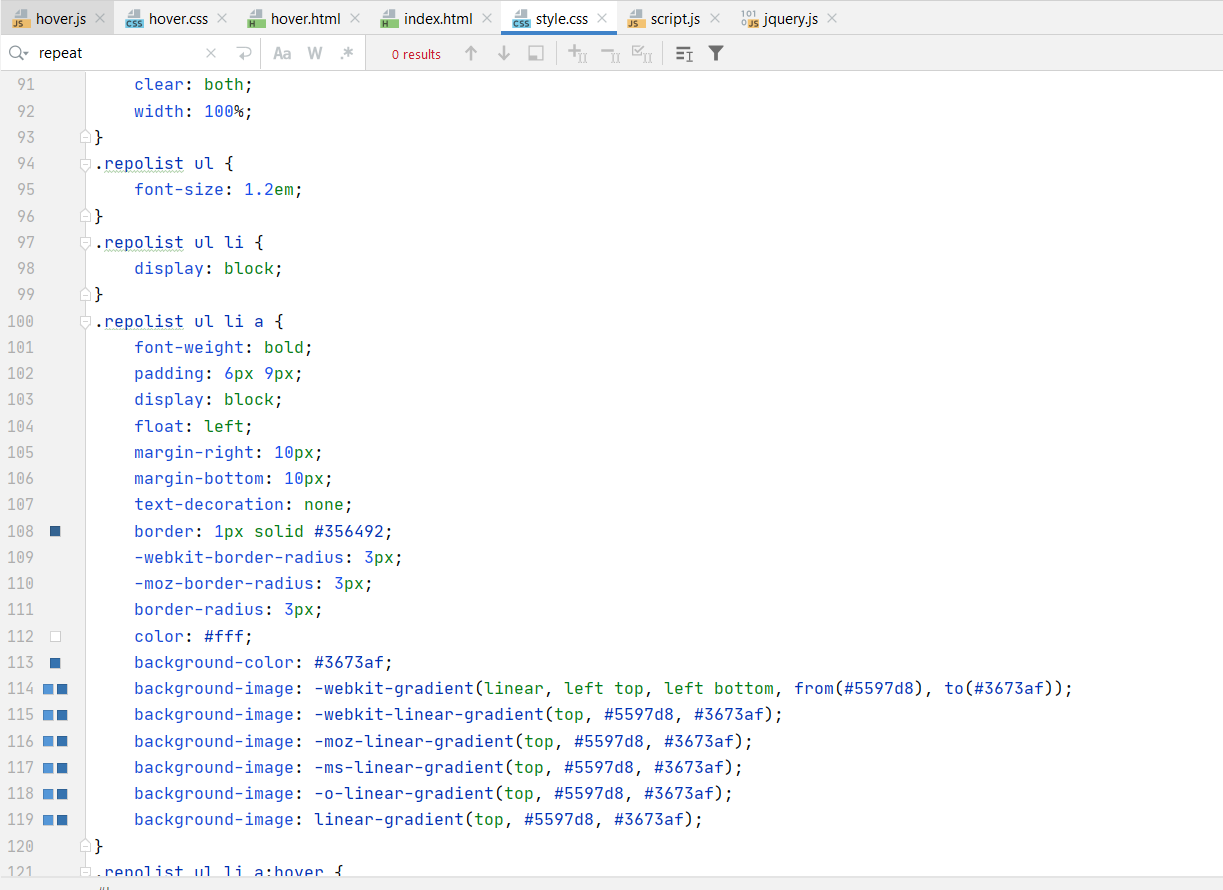 hover.js hover.css hover.html index.html style.css script.js jquery.js
repeat Aa W .* 0 results
91 clear: both;
92 width: 100%;
93 }
94 .repolist ul {
95 font-size: 1.2em;
96 }
97 .repolist ul li {
98 display: block;
99 }
100 .repolist ul li a {
101 font-weight: bold;
102 padding: 6px 9px;
103 display: block;
104 float: left;
105 margin-right: 10px;
106 margin-bottom: 10px;
107 text-decoration: none;
108 border: 1px solid #356492;
109 -webkit-border-radius: 3px;
110 -moz-border-radius: 3px;
111 border-radius: 3px;
112 color: #fff;
113 background-color: #3673af;
114 background-image: -webkit-gradient(linear, left top, left bottom, from(#5597d8), to(#3673af));
115 background-image: -webkit-linear-gradient(top, #5597d8, #3673af);
116 background-image: -moz-linear-gradient(top, #5597d8, #3673af);
117 background-image: -ms-linear-gradient(top, #5597d8, #3673af);
118 background-image: -o-linear-gradient(top, #5597d8, #3673af);
119 background-image: linear-gradient(top, #5597d8, #3673af);
120 }
121 .repolist ul li a:hover {